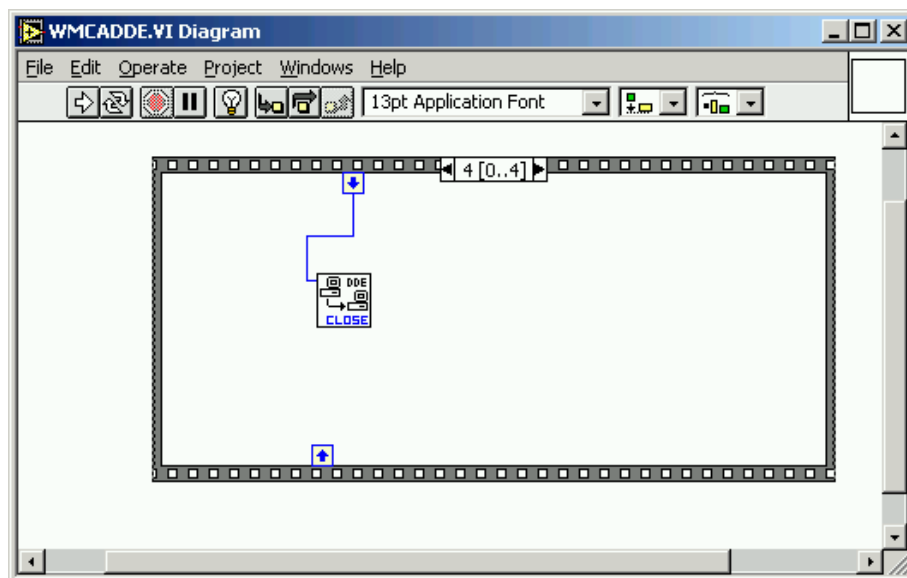 WMCADDE.VI Diagram
File Edit Operate Project Windows Help
13pt Application Font
4 [0..4]
DDE
CLOSE